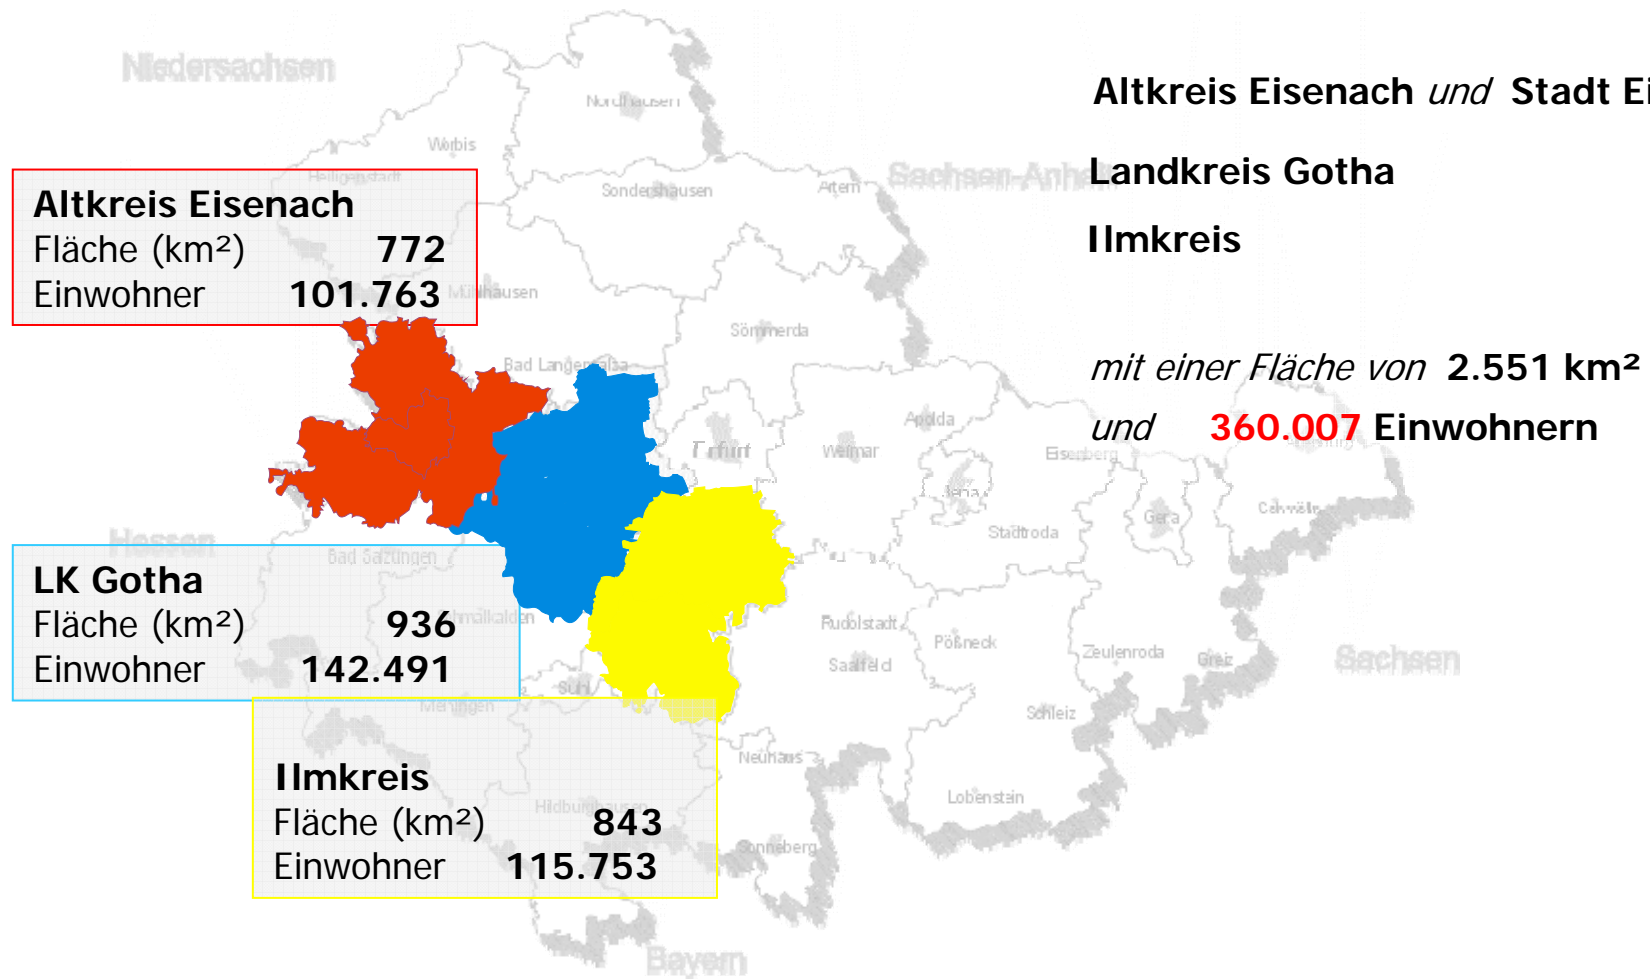 Niedersachsen
Nordhausen
Worbis
Heiligenstadt
Sondershausen
Artern
Sachsen-Anhalt
Altkreis Eisenach und Stadt Ei
Landkreis Gotha
Ilmkreis
mit einer Fläche von 2.551 km²
und 360.007 Einwohnern
Altkreis Eisenach
Fläche (km²) 772
Einwohner 101.763
Mühlhausen
Sömmerda
Bad Langensalza
Erfurt
Weimar
Apolda
Eisenberg
Jena
Stadtroda
Gera
Hessen
Bad Salzungen
LK Gotha
Fläche (km²) 936
Einwohner 142.491
Schmalkalden
Rudolstadt
Saalfeld
Pößneck
Zeulenroda
Greiz
Sachsen
Suhl
Meiningen
Schleiz
Neuhaus
Lobenstein
Ilmkreis
Fläche (km²) 843
Einwohner 115.753
Hildburghausen
Sonneberg
Bayern